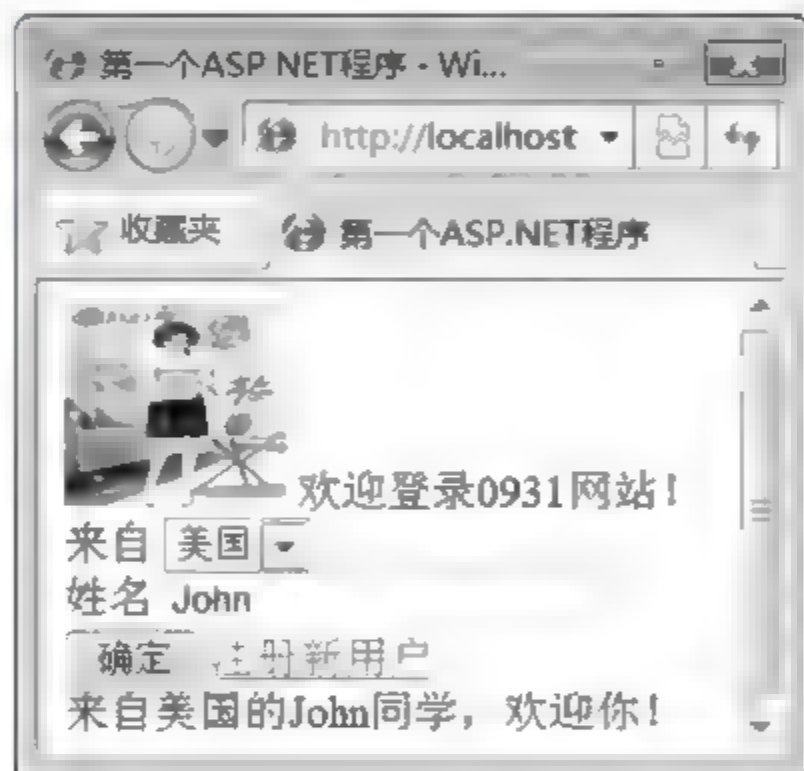 第一个ASP NET程序 - Wi...
http://localhost
收藏夹
第一个ASP.NET程序
欢迎登录0931网站！
来自 美国
姓名 John
确定 注册新用户
来自美国的John同学，欢迎你！